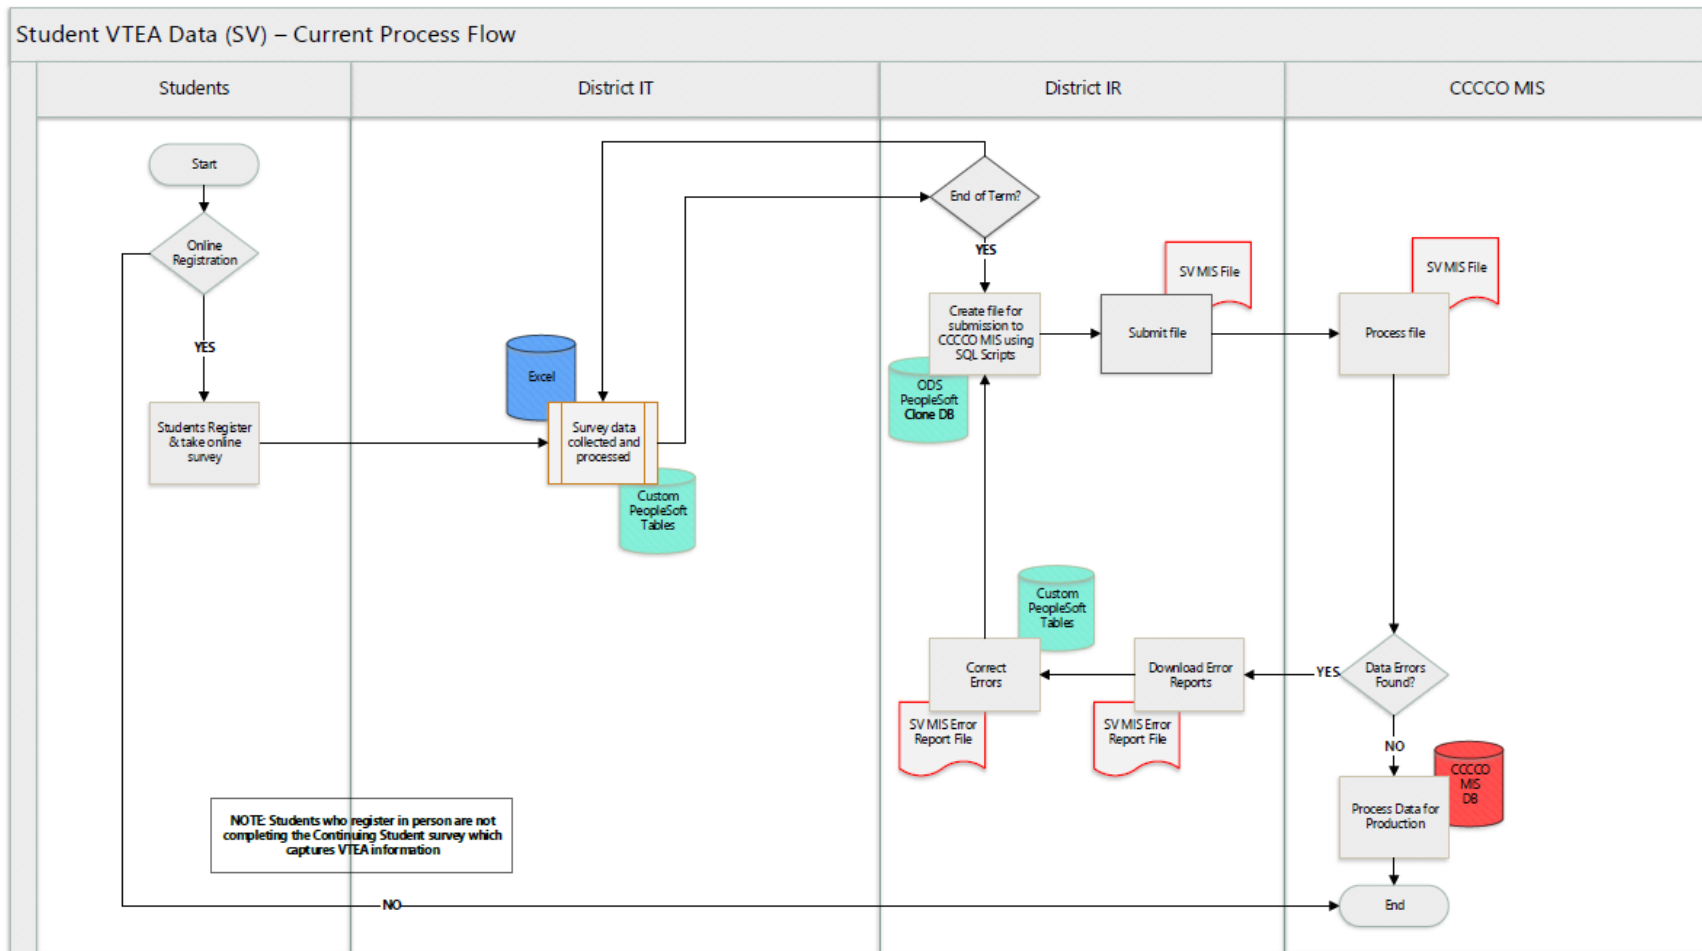 Student VTEA Data (SV) – Current Process Flow
Students
District IT
District IR
CCCCO MIS
Start
Online
Registration
YES
Students Register
& take online
survey
Excel
Survey data
collected and
processed
Custom
PeopleSoft
Tables
End of Term?
YES
Create file for
submission to
CCCCO MIS using
SQL Scripts
ODS
PeopleSoft
Clone DB
SV MIS File
Submit file
SV MIS File
Process file
Data Errors
Found?
YES
Download Error
Reports
SV MIS Error
Report File
Custom
PeopleSoft
Tables
Correct
Errors
SV MIS Error
Report File
NO
CCCCO
MIS
DB
Process Data for
Production
End
NOTE: Students who register in person are not
completing the Continuing Student survey which
captures VTEA information
NO